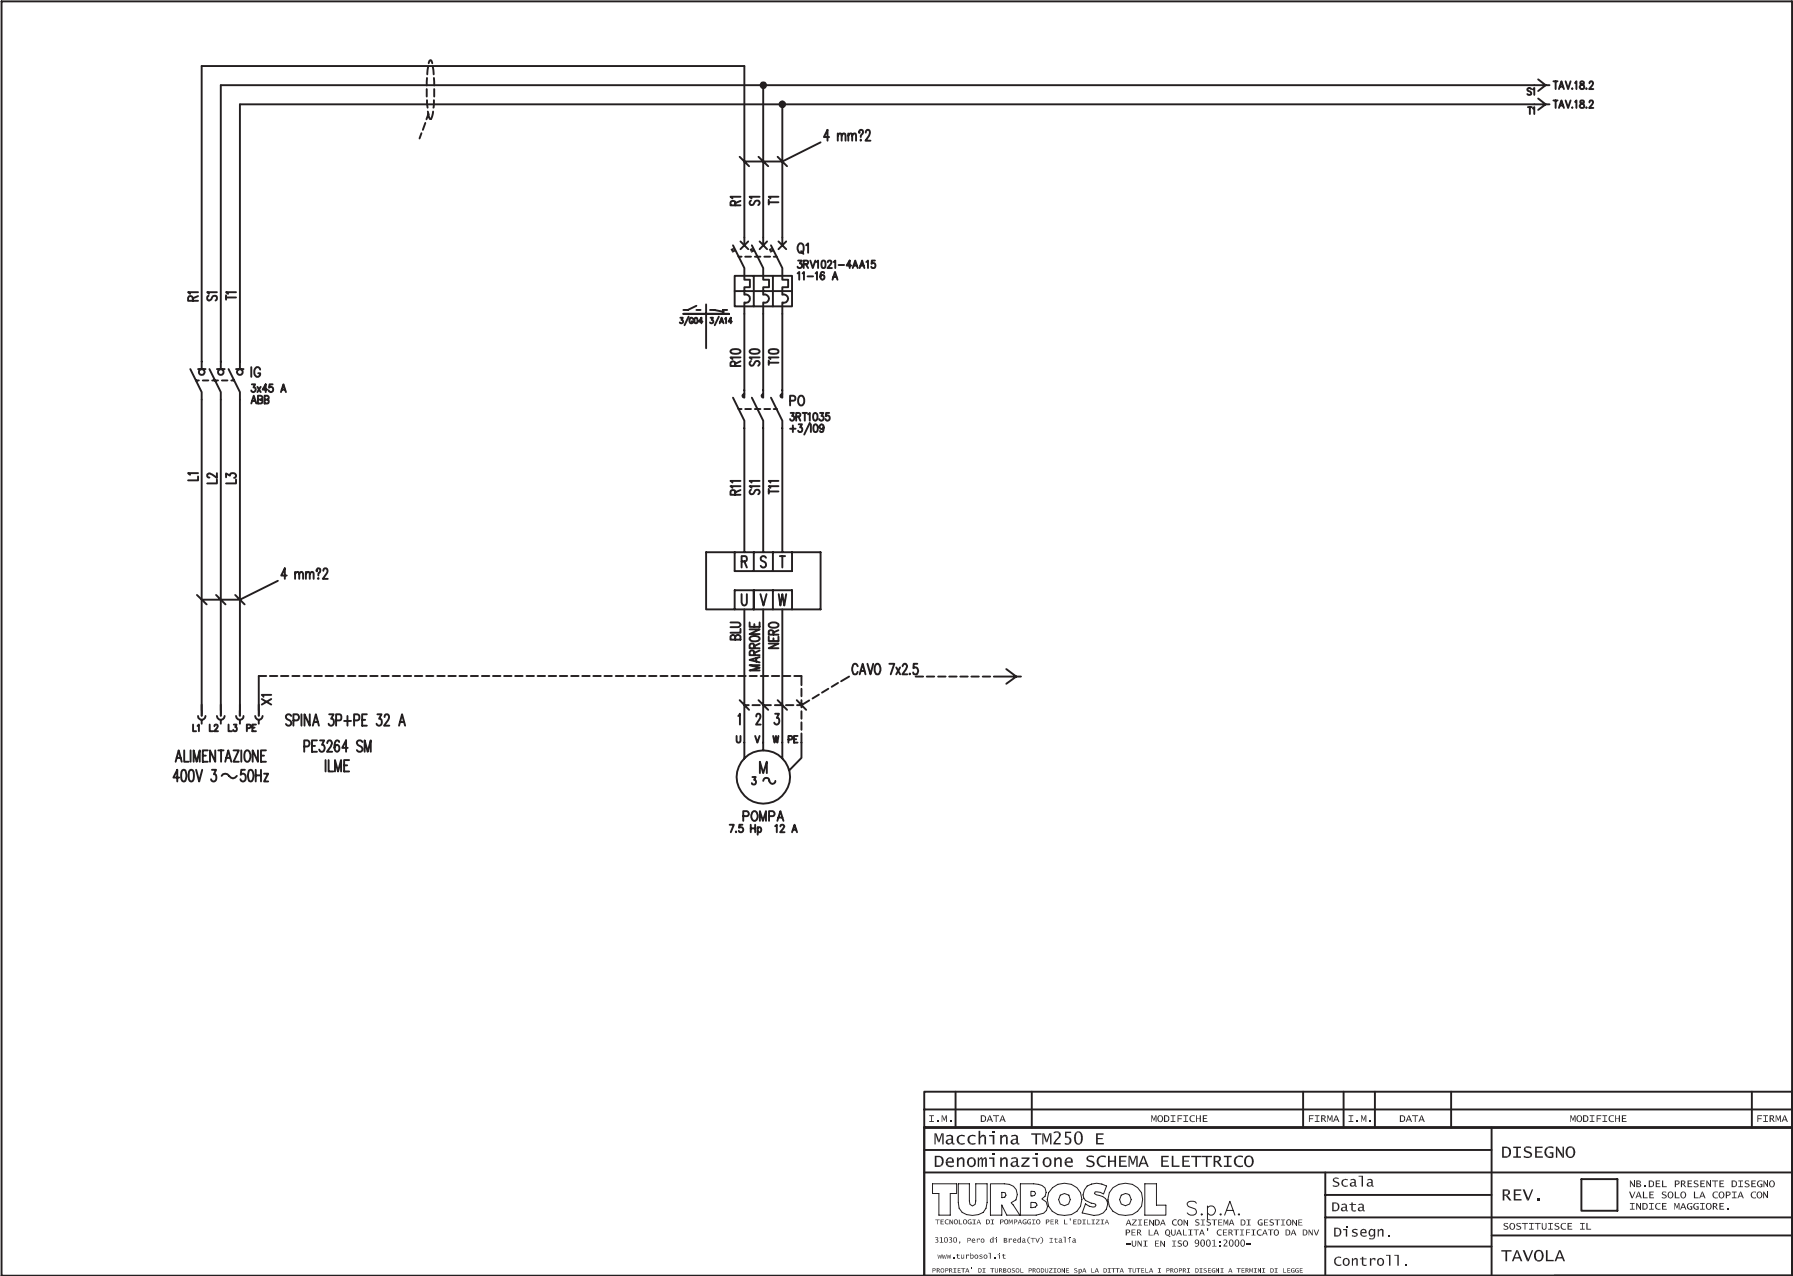 S1 TAV.18.2
T1 TAV.18.2
4 mm?2
R1 S1 T1
Q1
3RV1021-4AA15
11-16 A
R1 S1 T1
3/G04 3/A14
R10 S10 T10
IG
3x45 A
ABB
PO
3RT1035
+3/I09
L1 L2 L3
R11 S11 T11
R S T
4 mm?2
U V W
BLU MARRONE NERO
CAVO 7x2.5
X1
L1 L2 L3 PE
SPINA 3P+PE 32 A
PE3264 SM
ILME
ALIMENTAZIONE
400V 3~50Hz
1 2 3
U V W PE
M
3~
POMPA
7.5 Hp 12 A
I.M. DATA MODIFICHE FIRMA I.M. DATA MODIFICHE FIRMA
Macchina TM250 E
Denominazione SCHEMA ELETTRICO
DISEGNO
TURBOSOL S.p.A.
TECNOLOGIA DI POMPAGGIO PER L'EDILIZIA
31030, Pero di Breda(TV) Italia
www.turbosol.it
AZIENDA CON SISTEMA DI GESTIONE
PER LA QUALITA' CERTIFICATO DA DNV
-UNI EN ISO 9001:2000-
PROPRIETA' DI TURBOSOL PRODUZIONE SpA LA DITTA TUTELA I PROPRI DISEGNI A TERMINI DI LEGGE
Scala
Data
Disegn.
Controll.
REV.
NB.DEL PRESENTE DISEGNO
VALE SOLO LA COPIA CON
INDICE MAGGIORE.
SOSTITUISCE IL
TAVOLA